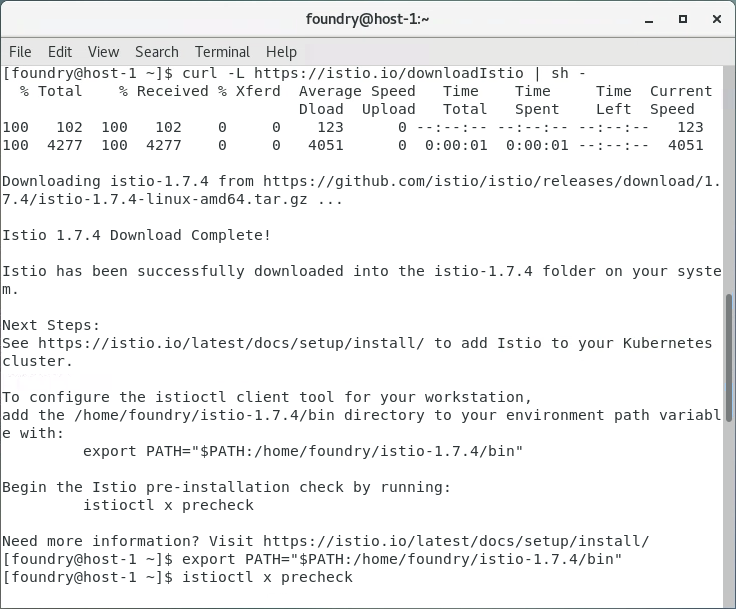 foundry@host-1:~
File Edit View Search Terminal Help
[foundry@host-1 ~]$ curl -L https://istio.io/downloadIstio | sh -
  % Total    % Received % Xferd  Average Speed   Time    Time     Time  Current
                                 Dload  Upload   Total   Spent    Left  Speed
100   102  100   102    0     0    123      0 --:--:-- --:--:-- --:--:--   123
100  4277  100  4277    0     0   4051      0  0:00:01  0:00:01 --:--:--  4051
Downloading istio-1.7.4 from https://github.com/istio/istio/releases/download/1.
7.4/istio-1.7.4-linux-amd64.tar.gz ...
Istio 1.7.4 Download Complete!
Istio has been successfully downloaded into the istio-1.7.4 folder on your syste
m.
Next Steps:
See https://istio.io/latest/docs/setup/install/ to add Istio to your Kubernetes
cluster.
To configure the istioctl client tool for your workstation,
add the /home/foundry/istio-1.7.4/bin directory to your environment path variabl
e with:
         export PATH="$PATH:/home/foundry/istio-1.7.4/bin"
Begin the Istio pre-installation check by running:
         istioctl x precheck
Need more information? Visit https://istio.io/latest/docs/setup/install/
[foundry@host-1 ~]$ export PATH="$PATH:/home/foundry/istio-1.7.4/bin"
[foundry@host-1 ~]$ istioctl x precheck